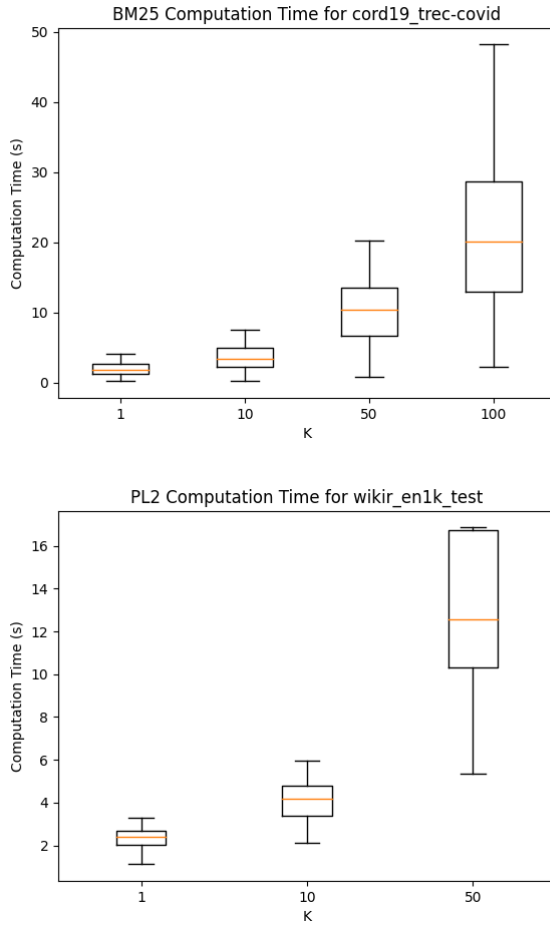 BM25 Computation Time for cord19_trec-covid
50
40
30
20
10
0
Computation Time (s)
1 10 50 100
K
PL2 Computation Time for wikir_en1k_test
16
14
12
10
8
6
4
2
Computation Time (s)
1 10 50
K